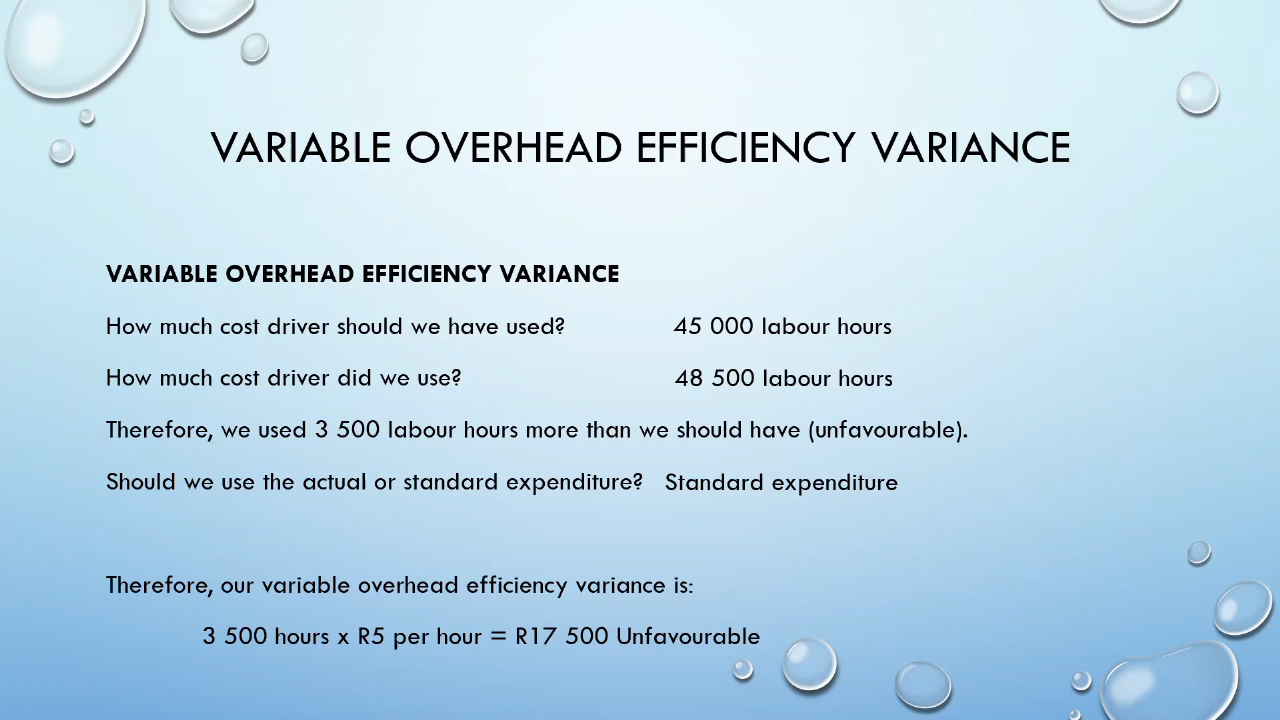 VARIABLE OVERHEAD EFFICIENCY VARIANCE
VARIABLE OVERHEAD EFFICIENCY VARIANCE
How much cost driver should we have used? 45 000 labour hours
How much cost driver did we use? 48 500 labour hours
Therefore, we used 3 500 labour hours more than we should have (unfavourable).
Should we use the actual or standard expenditure? Standard expenditure
Therefore, our variable overhead efficiency variance is:
3 500 hours x R5 per hour = R17 500 Unfavourable